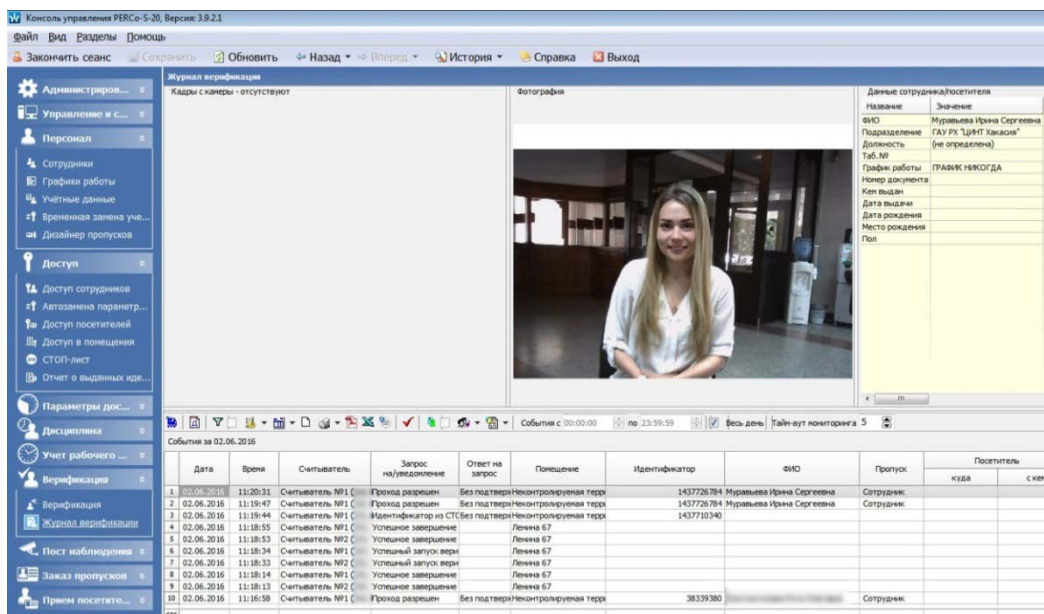 Консоль управления PERCo-S-20, Версия: 3.9.2.1
Файл Вид Разделы Помощь
Закончить сеанс Сохранить Обновить Назад Вперед История Справка Выход
Журнал верификации
Кадры с камеры - отсутствуют
Фотография
Данные сотрудника/посетителя
Название Значение
ФИО Муравьева Ирина Сергеевна
Подразделение ГАУ РХ "ЦИНТ Хакасия"
Должность (не определена)
Таб.№
График работы ГРАФИК НИКОГДА
Номер документа
Кем выдан
Дата выдачи
Дата рождения
Место рождения
Пол
Администриров...
Управление и с...
Персонал
Сотрудники
Графики работы
Учётные данные
Временная замена уче...
Дизайнер пропусков
Доступ
Доступ сотрудников
Автозамена параметр...
Доступ посетителей
Доступ в помещения
СТОП-лист
Отчет о выданных иде...
Параметры дос...
Дисциплина
Учет рабочего ...
Верификация
Верификация
Журнал верификации
Пост наблюдения
Заказ пропусков
Прием посетите...
События с 00:00:00 по 23:59:59 Весь день Тайм-аут мониторинга 5
События за 02.06.2016
Дата Время Считыватель Запрос на/уведомление Ответ на запрос Помещение Идентификатор ФИО Пропуск Посетитель
куда с кем
1 02.06.2016 11:20:31 Считыватель №1 ( Проход разрешен Без подтверж Неконтролируемая терри 1437726784 Муравьева Ирина Сергеевна Сотрудник
2 02.06.2016 11:19:47 Считыватель №1 ( Проход разрешен Без подтверж Неконтролируемая терри 1437726784 Муравьева Ирина Сергеевна Сотрудник
3 02.06.2016 11:19:44 Считыватель №1 ( Идентификатор из СТО Без подтверж Неконтролируемая терри 1437710340
4 02.06.2016 11:18:55 Считыватель №1 ( Успешное завершение Ленина 67
5 02.06.2016 11:18:53 Считыватель №2 ( Успешное завершение Ленина 67
6 02.06.2016 11:18:34 Считыватель №1 ( Успешный запуск вери Ленина 67
7 02.06.2016 11:18:33 Считыватель №2 ( Успешный запуск вери Ленина 67
8 02.06.2016 11:18:14 Считыватель №1 ( Успешное завершение Ленина 67
9 02.06.2016 11:18:13 Считыватель №2 ( Успешное завершение Ленина 67
10 02.06.2016 11:16:58 Считыватель №1 ( Проход разрешен Без подтверж Неконтролируемая терри 38339380 Сотрудник